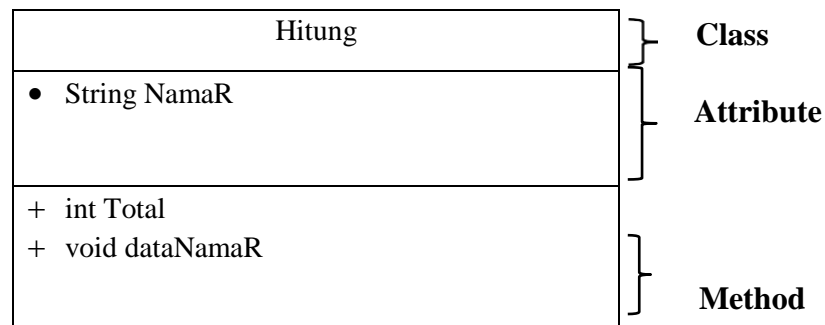 Hitung
Class
• String NamaR
Attribute
+ int Total
+ void dataNamaR
Method